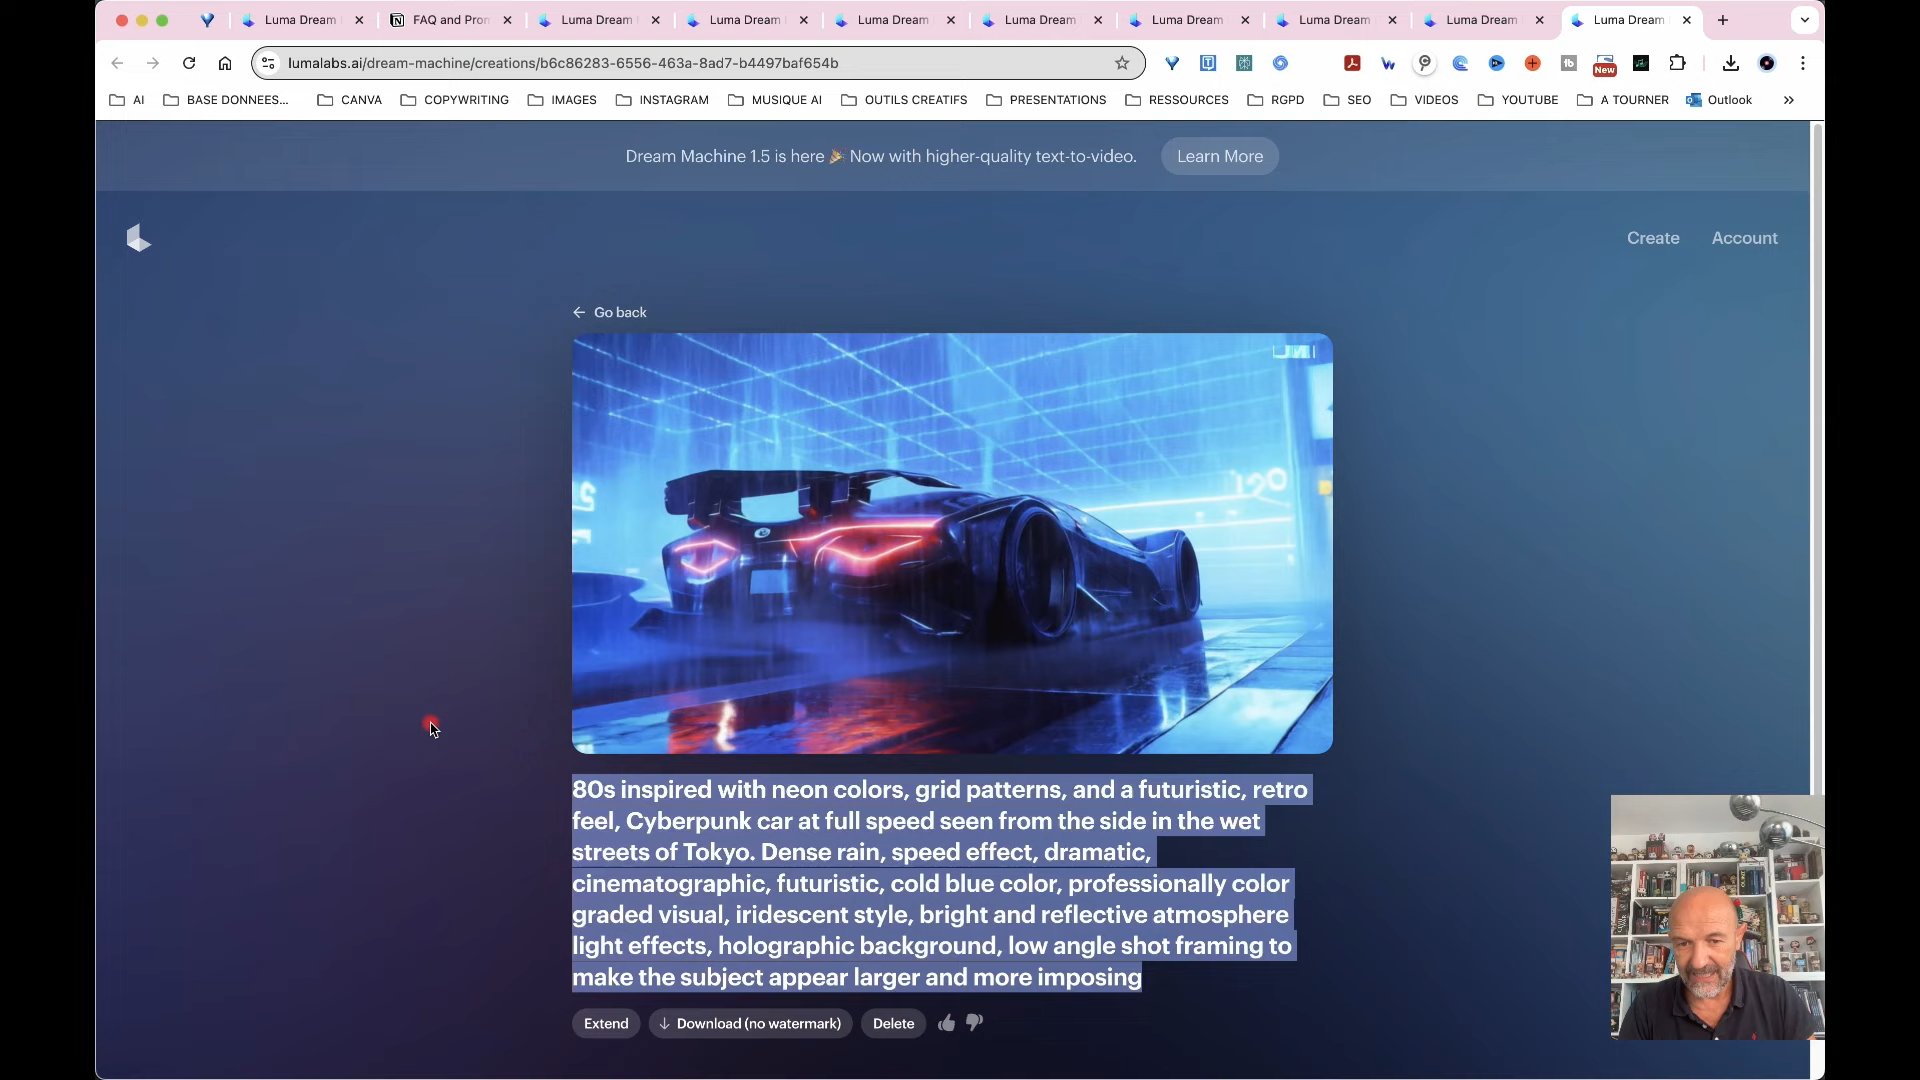 Luma Dream
FAQ and Pron
Luma Dream
Luma Dream
Luma Dream
Luma Dream
Luma Dream
Luma Dream
Luma Dream
Luma Dream
lumalabs.ai/dream-machine/creations/b6c86283-6556-463a-8ad7-b4497baf654b
New
AI
BASE DONNEES...
CANVA
COPYWRITING
IMAGES
INSTAGRAM
MUSIQUE AI
OUTILS CREATIFS
PRESENTATIONS
RESSOURCES
RGPD
SEO
VIDEOS
YOUTUBE
A TOURNER
Outlook
»
Dream Machine 1.5 is here 🎉 Now with higher-quality text-to-video.
Learn More
Create
Account
← Go back
120
80s inspired with neon colors, grid patterns, and a futuristic, retro
feel, Cyberpunk car at full speed seen from the side in the wet
streets of Tokyo. Dense rain, speed effect, dramatic,
cinematographic, futuristic, cold blue color, professionally color
graded visual, iridescent style, bright and reflective atmosphere
light effects, holographic background, low angle shot framing to
make the subject appear larger and more imposing
Extend
Download (no watermark)
Delete